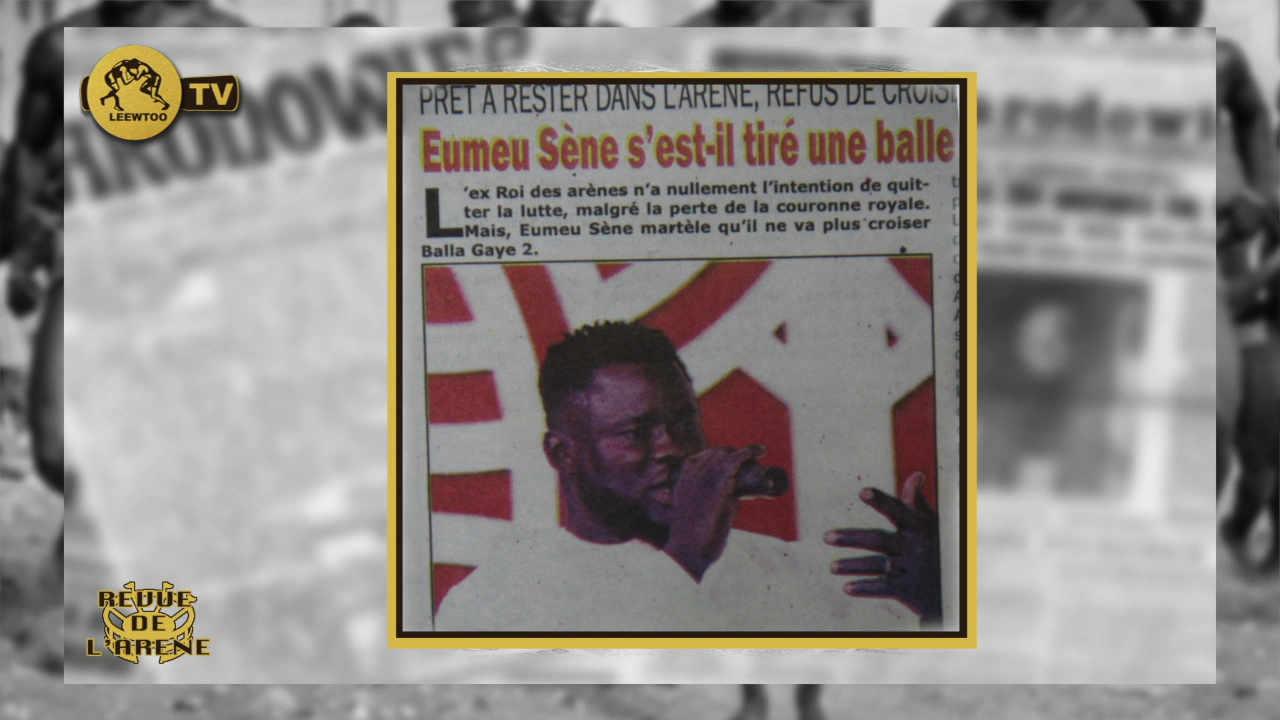 LEEWTOO
TV
PRET A RESTER DANS L'ARENE, REFUS DE CROIS
Eumeu Sène s'est-il tiré une balle
L'ex Roi des arènes n'a nullement l'intention de quit-
ter la lutte, malgré la perte de la couronne royale.
Mais, Eumeu Sène martèle qu'il ne va plus croiser
Balla Gaye 2.
REVUE
DE
L'ARENE